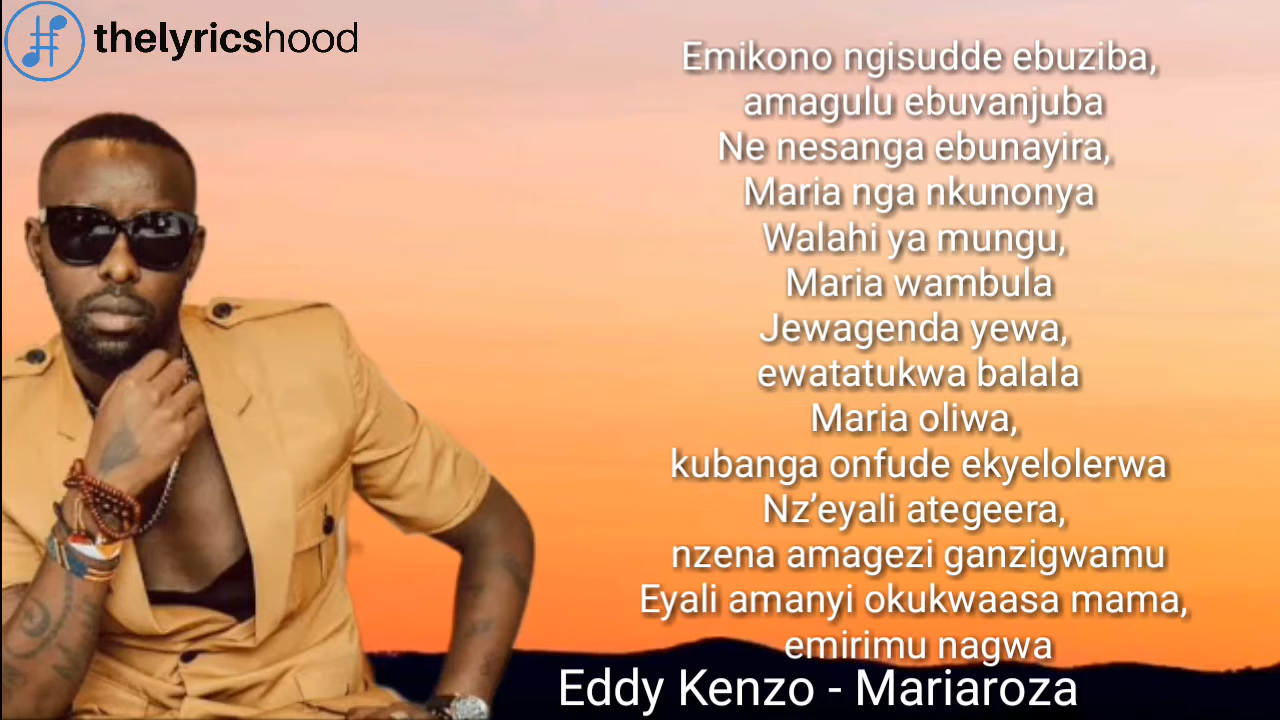 thelyricshood
Emikono ngisudde ebuziba,
amagulu ebuvanjuba
Ne nesanga ebunayira,
Maria nga nkunonya
Walahi ya mungu,
Maria wambula
Jewagenda yewa,
ewatatukwa balala
Maria oliwa,
kubanga onfude ekyelolerwa
Nz’eyali ategeera,
nzena amagezi ganzigwamu
Eyali amanyi okukwaasa mama,
emirimu nagwa
Eddy Kenzo - Mariaroza